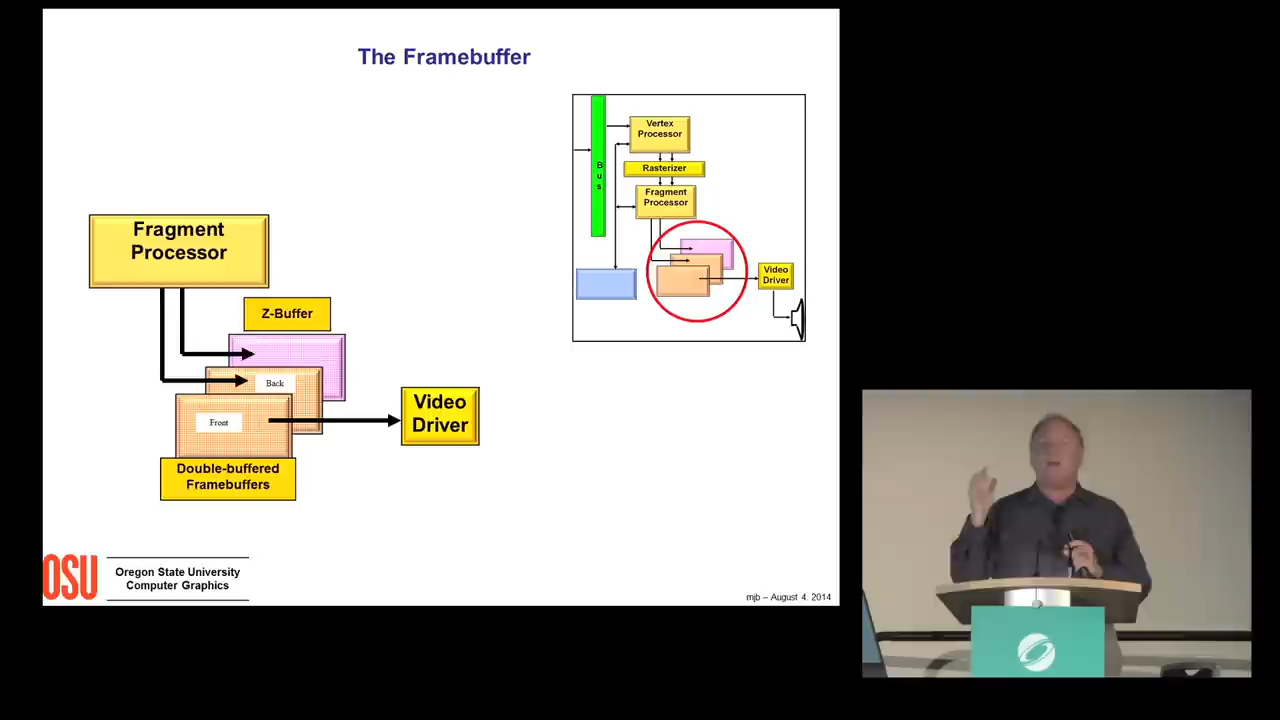 The Framebuffer
Vertex
Processor
Rasterizer
Fragment
Processor
B
u
s
Video
Driver
Fragment
Processor
Z-Buffer
Back
Front
Video
Driver
Double-buffered
Framebuffers
OSU
Oregon State University
Computer Graphics
mjb – August 4, 2014